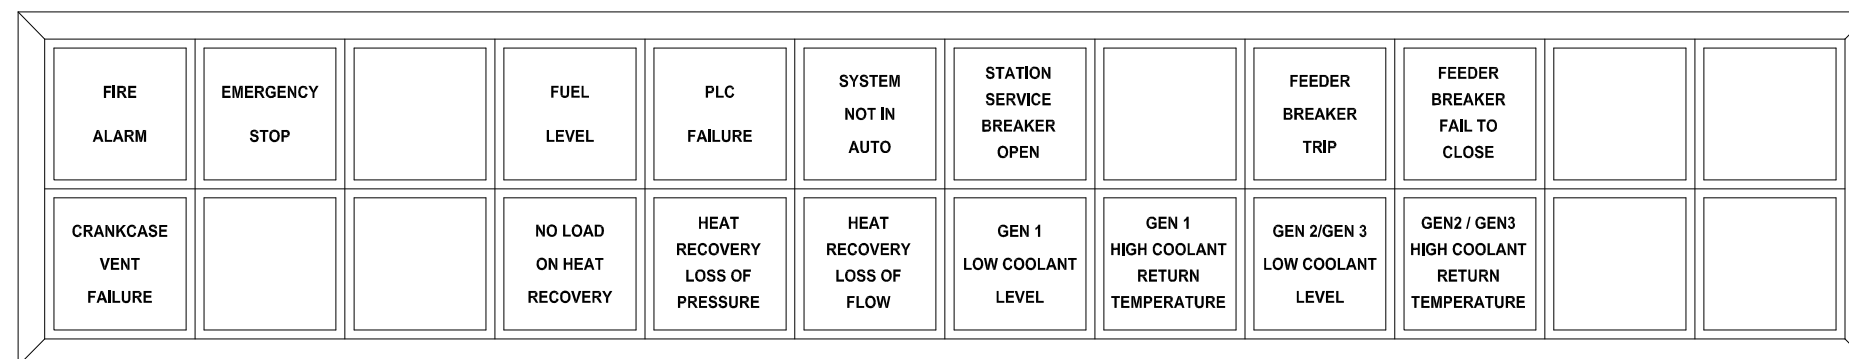 FIRE
ALARM
EMERGENCY
STOP
FUEL
LEVEL
PLC
FAILURE
SYSTEM
NOT IN
AUTO
STATION
SERVICE
BREAKER
OPEN
FEEDER
BREAKER
TRIP
FEEDER
BREAKER
FAIL TO
CLOSE
CRANKCASE
VENT
FAILURE
NO LOAD
ON HEAT
RECOVERY
HEAT
RECOVERY
LOSS OF
PRESSURE
HEAT
RECOVERY
LOSS OF
FLOW
GEN 1
LOW COOLANT
LEVEL
GEN 1
HIGH COOLANT
RETURN
TEMPERATURE
GEN 2/GEN 3
LOW COOLANT
LEVEL
GEN2 / GEN3
HIGH COOLANT
RETURN
TEMPERATURE